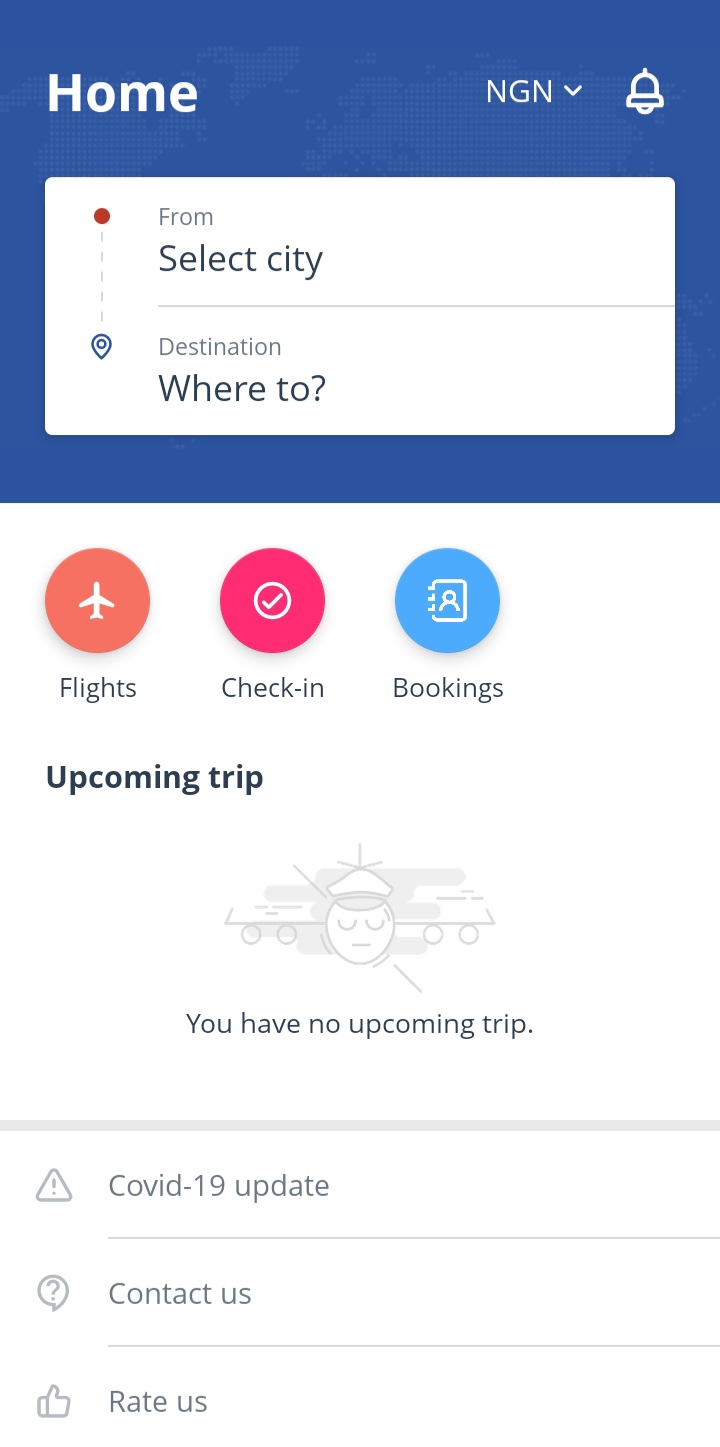 Home
NGN
From
Select city
Destination
Where to?
Flights
Check-in
Bookings
Upcoming trip
You have no upcoming trip.
Covid-19 update
Contact us
Rate us